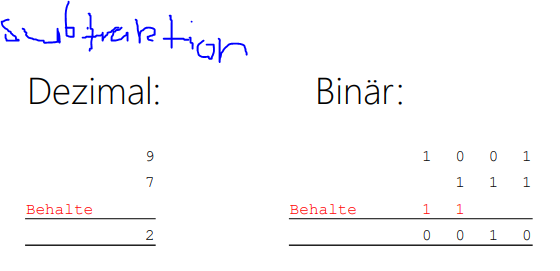 subtraktion
Dezimal: Binär:
9 1 0 0 1
7 1 1 1
Behalte Behalte 1 1
2 0 0 1 0